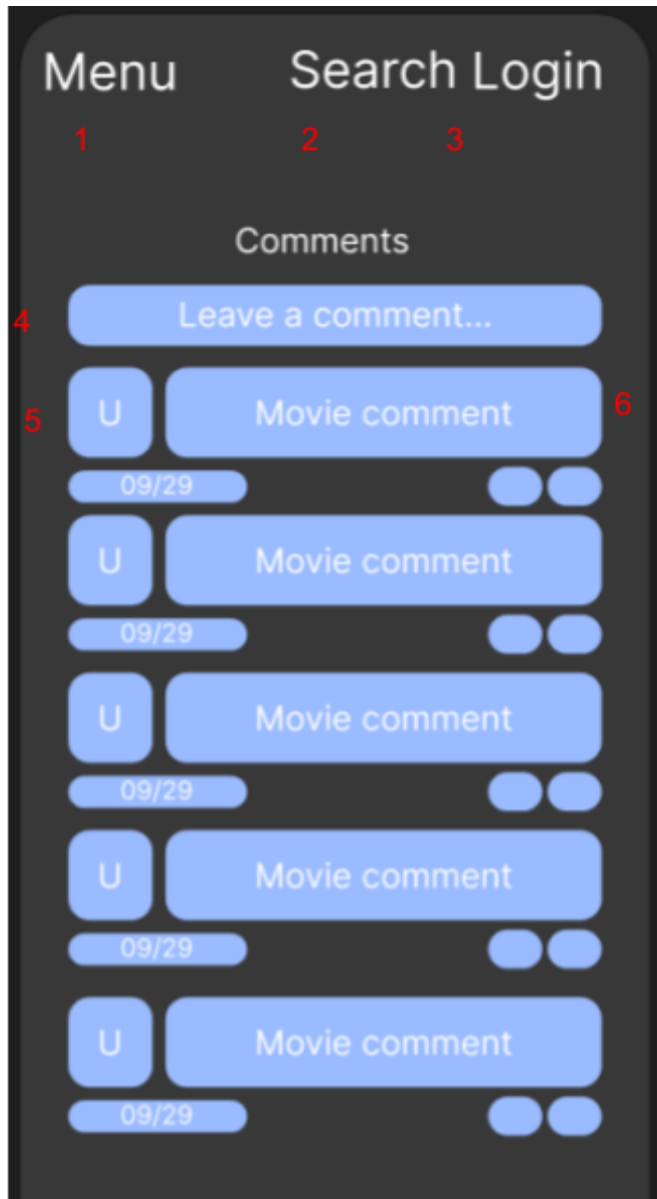 Menu Search Login
1 2 3
Comments
4 Leave a comment...
5 U Movie comment 6
09/29
U Movie comment
09/29
U Movie comment
09/29
U Movie comment
09/29
U Movie comment
09/29